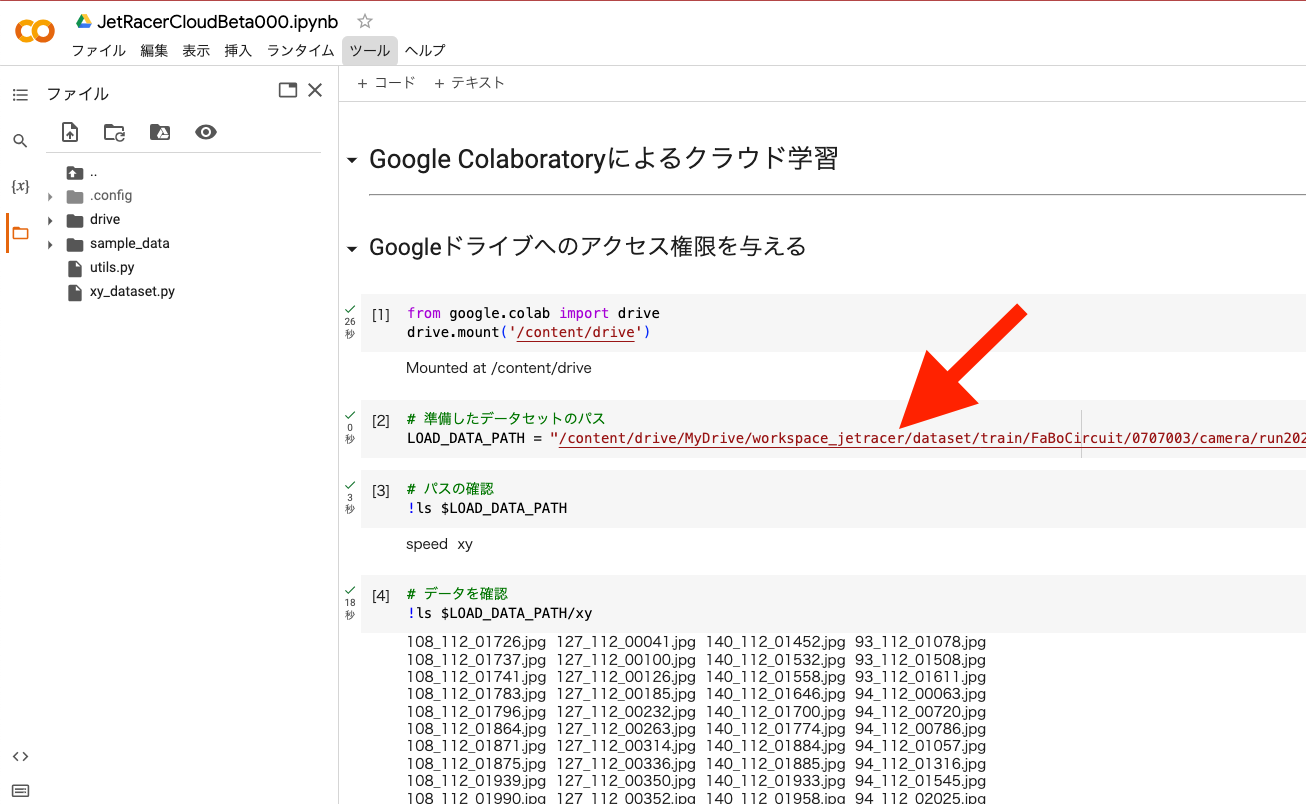 JetRacerCloudBeta000.ipynb
ファイル 編集 表示 挿入 ランタイム ツール ヘルプ
ファイル
+ コード + テキスト
..
.config
drive
sample_data
utils.py
xy_dataset.py
{x}
Google Colaboratoryによるクラウド学習
Googleドライブへのアクセス権限を与える
26
秒
[1] from google.colab import drive
drive.mount('/content/drive')
Mounted at /content/drive
0
秒
[2] # 準備したデータセットのパス
LOAD_DATA_PATH = "/content/drive/MyDrive/workspace_jetracer/dataset/train/FaBoCircuit/0707003/camera/run202
3
秒
[3] # パスの確認
!ls $LOAD_DATA_PATH
speed xy
18
秒
[4] # データを確認
!ls $LOAD_DATA_PATH/xy
108_112_01726.jpg 127_112_00041.jpg 140_112_01452.jpg 93_112_01078.jpg
108_112_01737.jpg 127_112_00100.jpg 140_112_01532.jpg 93_112_01508.jpg
108_112_01741.jpg 127_112_00126.jpg 140_112_01558.jpg 93_112_01611.jpg
108_112_01783.jpg 127_112_00185.jpg 140_112_01646.jpg 94_112_00063.jpg
108_112_01796.jpg 127_112_00232.jpg 140_112_01700.jpg 94_112_00720.jpg
108_112_01864.jpg 127_112_00263.jpg 140_112_01774.jpg 94_112_00786.jpg
108_112_01871.jpg 127_112_00314.jpg 140_112_01884.jpg 94_112_01057.jpg
108_112_01875.jpg 127_112_00336.jpg 140_112_01885.jpg 94_112_01316.jpg
108_112_01939.jpg 127_112_00350.jpg 140_112_01933.jpg 94_112_01545.jpg
108_112_01990.jpg 127_112_00352.jpg 140_112_01958.jpg 94_112_02025.jpg